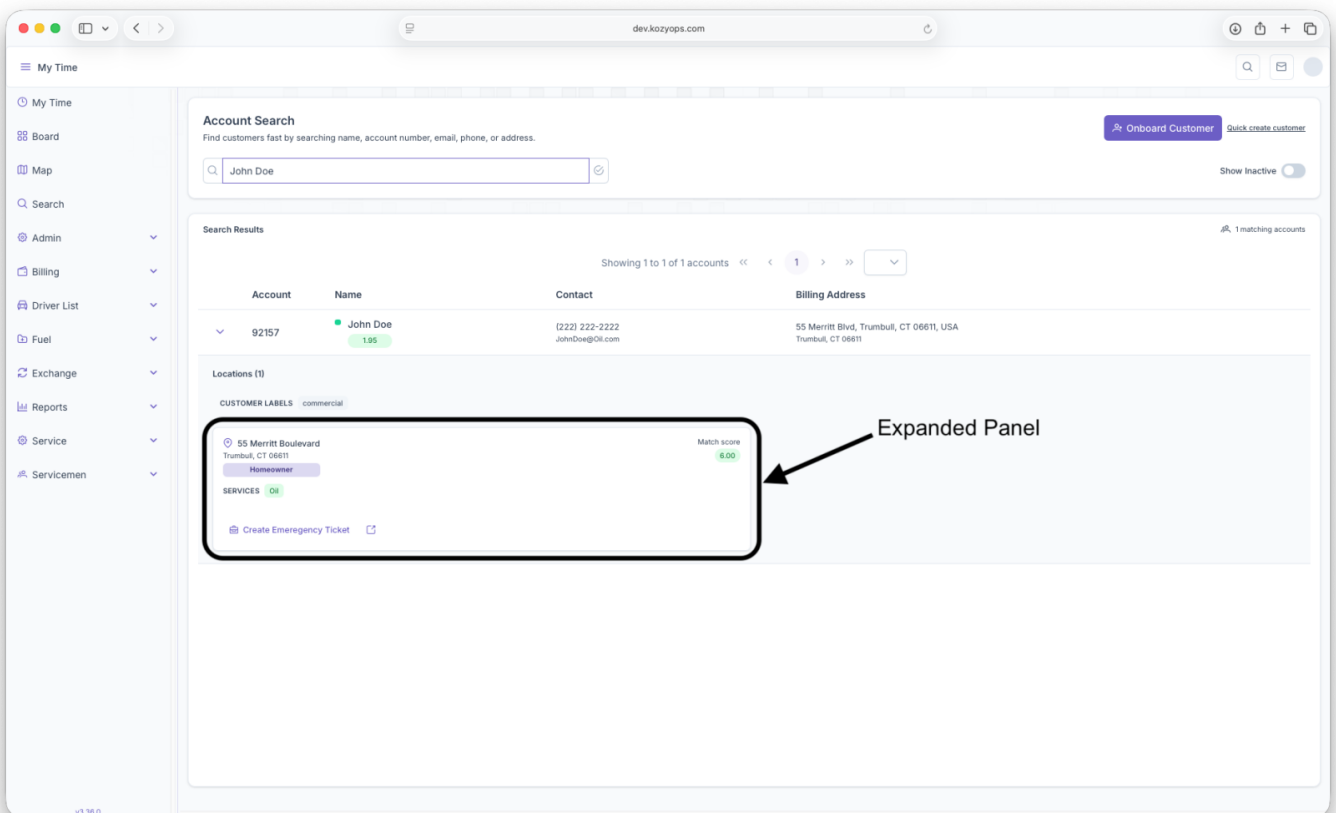 dev.kozyops.com
My Time
My Time
Board
Map
Search
Admin
Billing
Driver List
Fuel
Exchange
Reports
Service
Servicemen
v3.36.0
Account Search
Find customers fast by searching name, account number, email, phone, or address.
Onboard Customer
Quick create customer
John Doe
Show Inactive
Search Results
1 matching accounts
Showing 1 to 1 of 1 accounts « ‹ 1 › »
Account Name Contact Billing Address
92157 John Doe (222) 222-2222 55 Merritt Blvd, Trumbull, CT 06611, USA
1.95 JohnDoe@Oil.com Trumbull, CT 06611
Locations (1)
CUSTOMER LABELS commercial
55 Merritt Boulevard Match score
Trumbull, CT 06611 6.00
Homeowner
SERVICES Oil
Create Emeregency Ticket
Expanded Panel